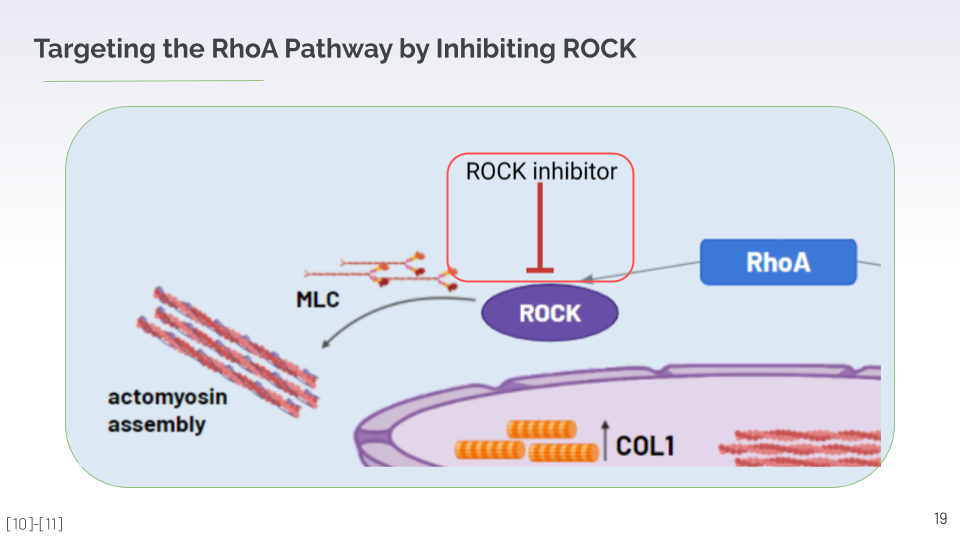 Targeting the RhoA Pathway by Inhibiting ROCK
ROCK inhibitor
RhoA
MLC
ROCK
actomyosin
assembly
COL1
[10]-[11]
19